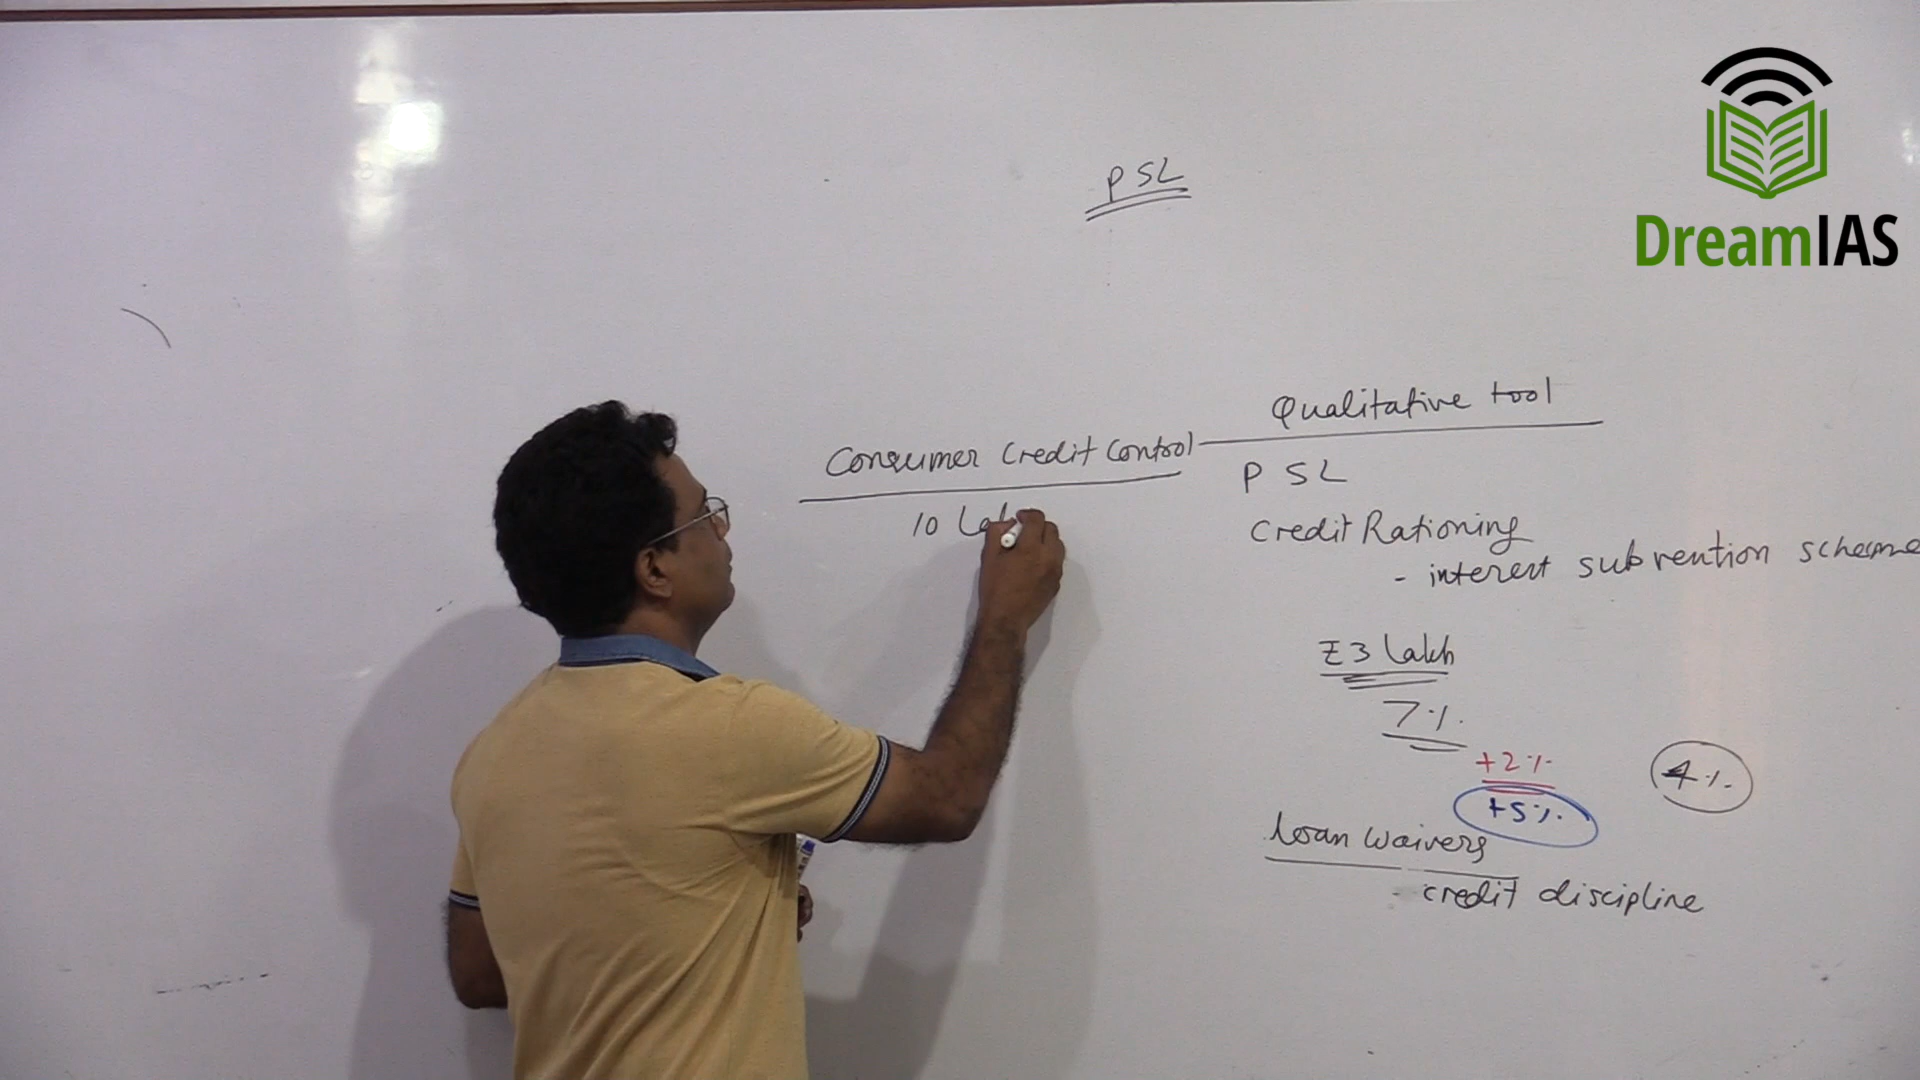 DreamIAS
PSL
Qualitative tool
Consumer Credit Control
PSL
10
Credit Rationing
- interest subvention scheme
₹3 lakh
7%
+2%
4%
+5%
Loan waivers
- credit discipline